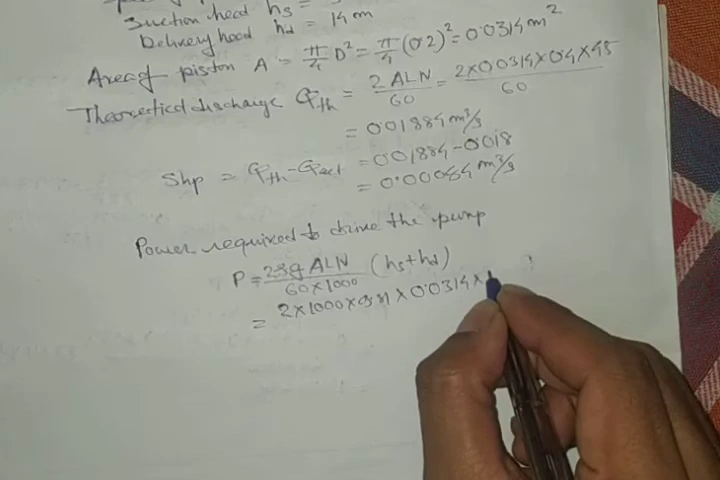 Suction head hs =
Delivery head hd = 14 m
Area of piston A = π/4 D² = π/4 (0.2)² = 0.0314 m²
Theoretical discharge Qth = 2ALN/60 = 2×0.0314×0.4×45/60
= 0.01884 m³/s
Slip = Qth - Qact = 0.01884 - 0.018
= 0.00084 m³/s
Power required to drive the pump
P = 2ρgALN/60×1000 (hs+hd)
= 2×1000×9.81×0.0314×